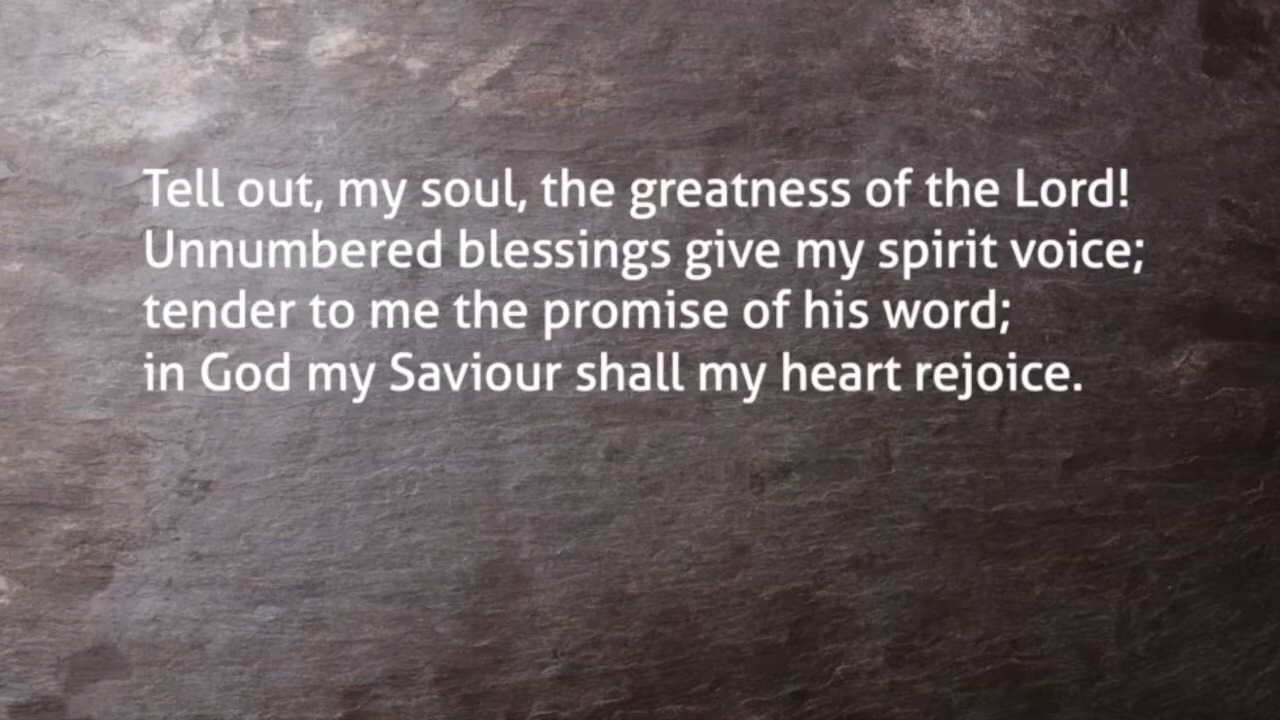 Tell out, my soul, the greatness of the Lord!
Unnumbered blessings give my spirit voice;
tender to me the promise of his word;
in God my Saviour shall my heart rejoice.